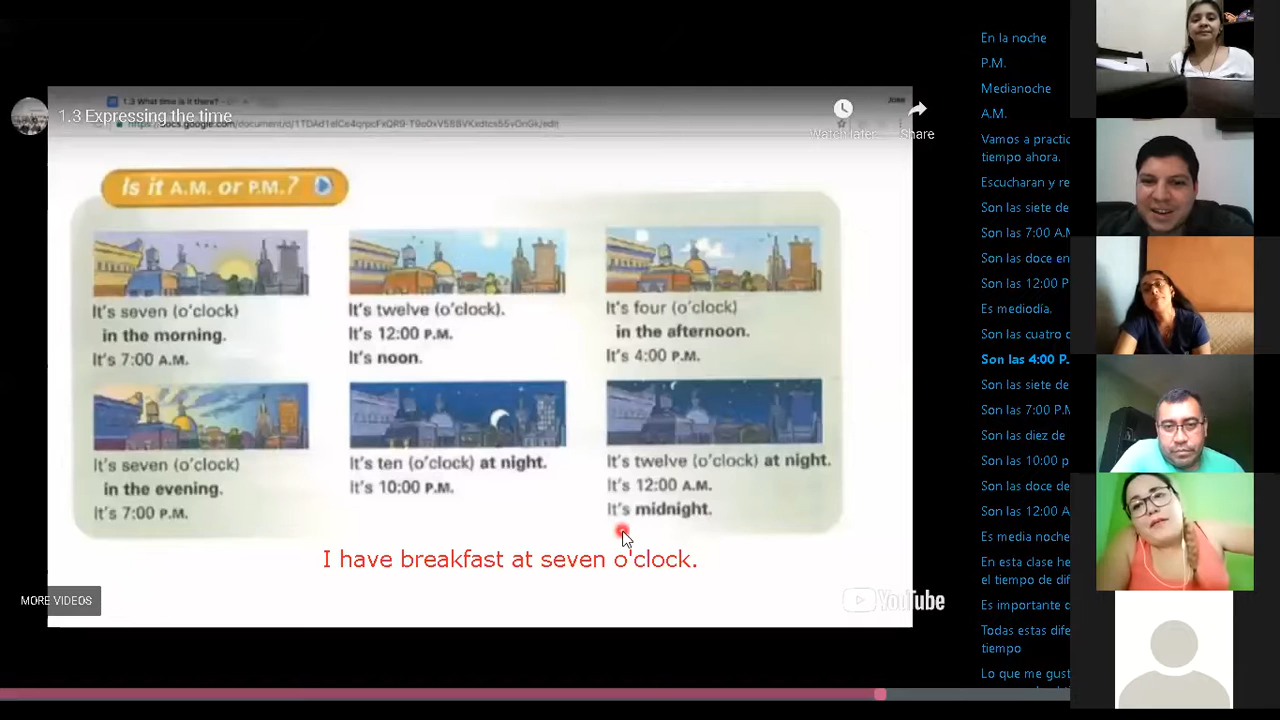 1.3 What time is it there?
Jose
1.3 Expressing the time
Watch later
Share
Is it A.M. or P.M.?
It's seven (o'clock)
in the morning.
It's 7:00 A.M.
It's twelve (o'clock).
It's 12:00 P.M.
It's noon.
It's four (o'clock)
in the afternoon.
It's 4:00 P.M.
It's seven (o'clock)
in the evening.
It's 7:00 P.M.
It's ten (o'clock) at night.
It's 10:00 P.M.
It's twelve (o'clock) at night.
It's 12:00 A.M.
It's midnight.
I have breakfast at seven o'clock.
MORE VIDEOS
YouTube
En la noche
P.M.
Medianoche
A.M.
Vamos a practic
tiempo ahora.
Escucharan y re
Son las siete de
Son las 7:00 A.M
Son las doce en
Son las 12:00 P
Es mediodía.
Son las cuatro d
Son las 4:00 P.
Son las siete de
Son las 7:00 P.M
Son las diez de
Son las 10:00 p
Son las doce de
Son las 12:00 A
Es media noche
En esta clase he
el tiempo de dif
Es importante d
Todas estas dife
tiempo
Lo que me gust